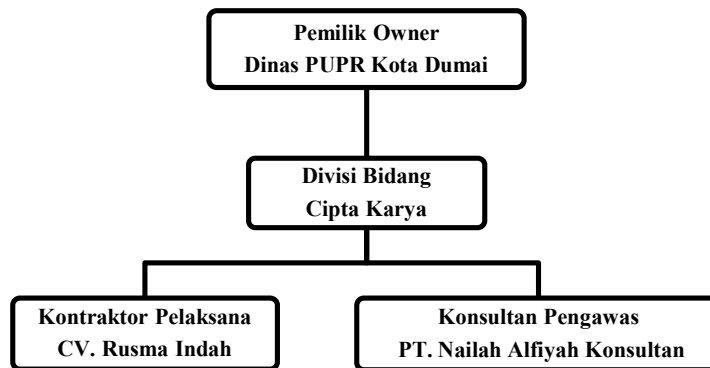 Pemilik Owner
Dinas PUPR Kota Dumai
Divisi Bidang
Cipta Karya
Kontraktor Pelaksana
CV. Rusma Indah
Konsultan Pengawas
PT. Nailah Alfiyah Konsultan